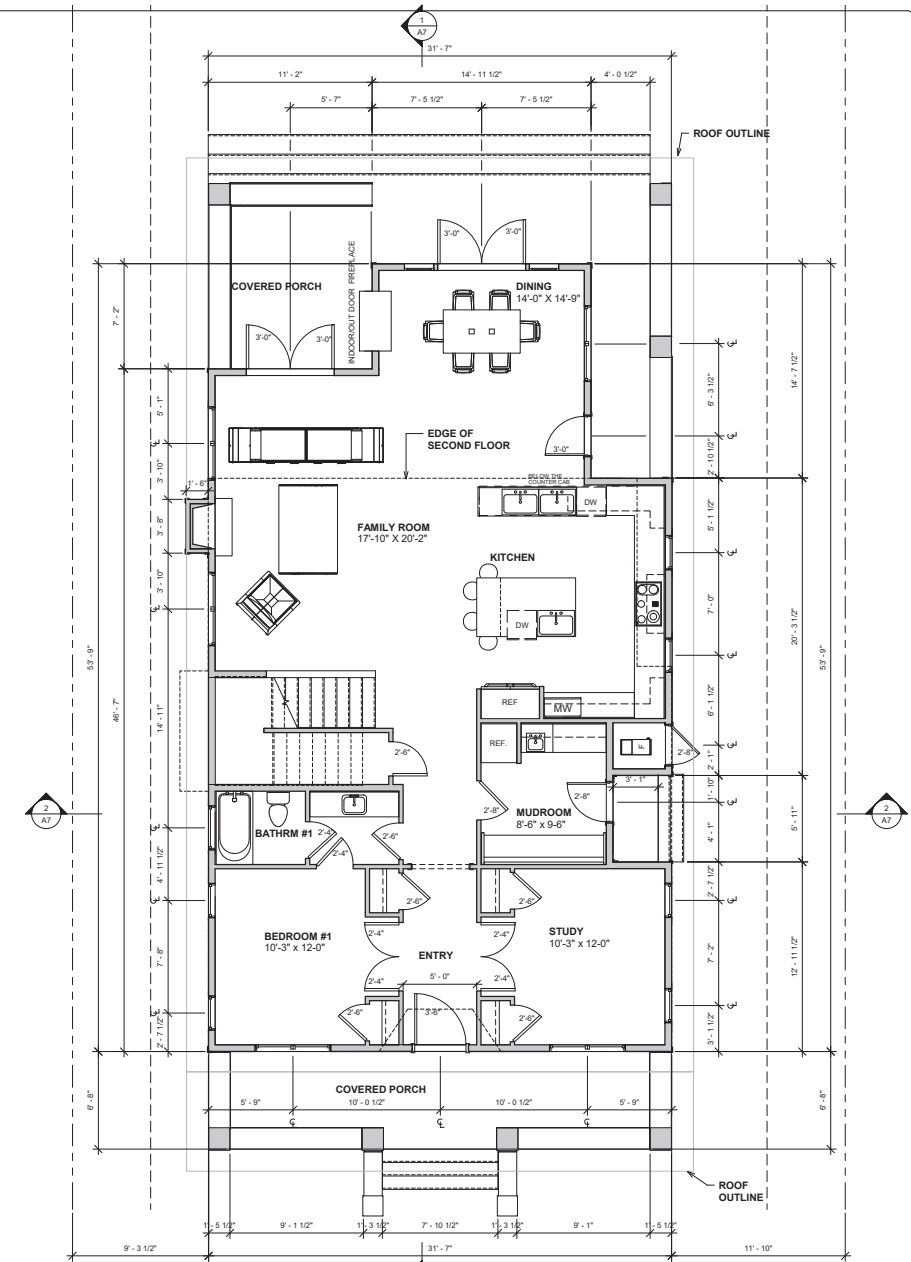 1
A7
31' - 7"
11' - 2"
14' - 11 1/2"
4' - 0 1/2"
5' - 7"
7' - 5 1/2"
7' - 5 1/2"
ROOF OUTLINE
3'-0"
3'-0"
COVERED PORCH
INDOOR/OUT DOOR FIREPLACE
DINING
14'-0" X 14'-9"
3'-0"
3'-0"
7' - 2"
14' - 7 1/2"
6' - 3 1/2"
5' - 1"
EDGE OF
SECOND FLOOR
3'-0"
2' - 10 1/2"
3' - 10"
1' - 6"
BELOW THE
COUNTER CAB
DW
5' - 1 1/2"
3' - 8"
FAMILY ROOM
17'-10" X 20'-2"
KITCHEN
3' - 10"
7' - 0"
DW
20' - 3 1/2"
53' - 9"
46' - 7"
14' - 11"
53' - 9"
6' - 1 1/2"
REF
MW
REF.
F
2'-6"
2'-8"
2' - 1"
3' - 1"
1' - 10"
2'-8"
2'-8"
2
A7
2
A7
MUDROOM
8'-6" x 9'-6"
5' - 11"
4' - 1"
BATHRM #1
2'-4"
2'-6"
2'-4"
4' - 11 1/2"
2' - 7 1/2"
2'-6"
2'-6"
BEDROOM #1
10'-3" x 12-0"
2'-4"
2'-4"
STUDY
10'-3" x 12-0"
ENTRY
7' - 8"
7' - 2"
12' - 11 1/2"
2'-4"
2'-4"
5' - 0"
2'-6"
3'-6"
2'-6"
2' - 7 1/2"
3' - 1 1/2"
COVERED PORCH
6' - 8"
6' - 8"
5' - 9"
10' - 0 1/2"
10' - 0 1/2"
5' - 9"
ROOF
OUTLINE
1' - 5 1/2"
9' - 1 1/2"
1' - 3 1/2"
7' - 10 1/2"
1' - 3 1/2"
9' - 1"
1' - 5 1/2"
9' - 3 1/2"
31' - 7"
11' - 10"